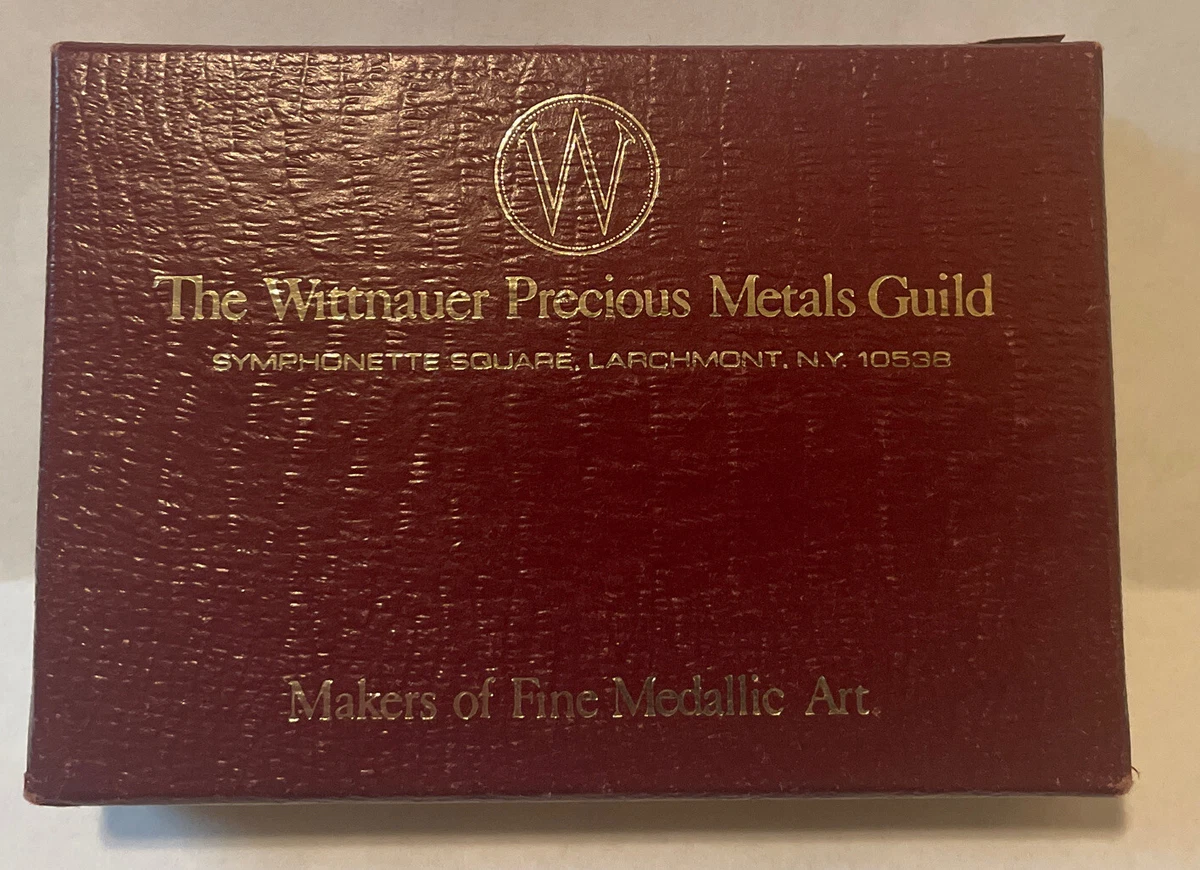 W
The Wittnauer Precious Metals Guild
SYMPHONETTE SQUARE, LARCHMONT, N.Y. 10538
Makers of Fine Medallic Art